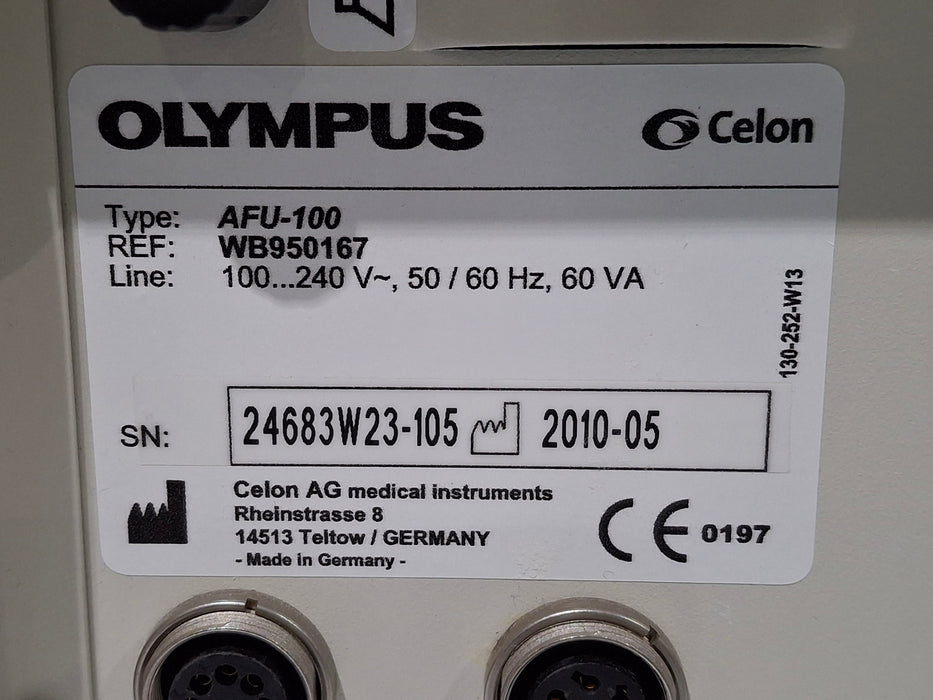 OLYMPUS Celon
Type: AFU-100
REF: WB950167
Line: 100...240 V~, 50 / 60 Hz, 60 VA
130-252-W13
SN: 24683W23-105 2010-05
Celon AG medical instruments
Rheinstrasse 8
14513 Teltow / GERMANY
- Made in Germany -
CE 0197